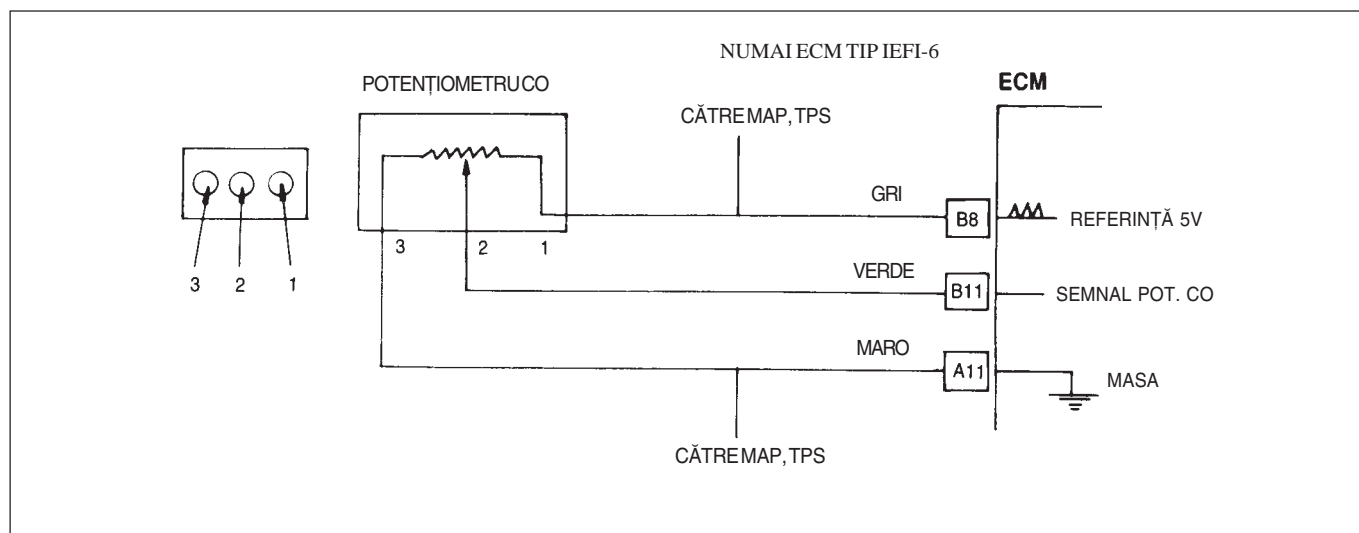 NUMAI ECM TIP IEFI-6
POTENȚIOMETRU CO
ECM
CĂTRE MAP, TPS
GRI
B8
REFERINȚĂ 5V
3 2 1
VERDE
B11
SEMNAL POT. CO
3 2 1
MARO
A11
MASA
CĂTRE MAP, TPS